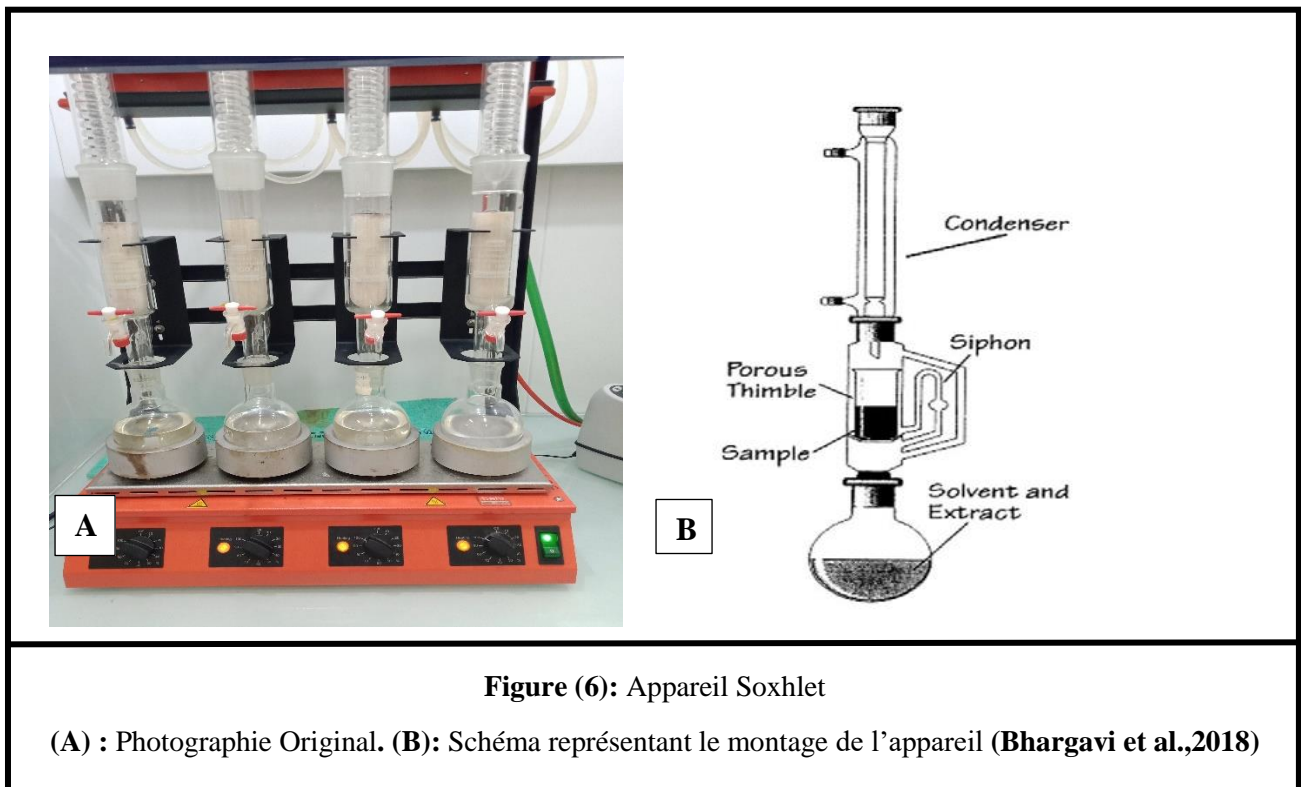 A
B
Condenser
Siphon
Porous
Thimble
Sample
Solvent and
Extract
Figure (6): Appareil Soxhlet
(A) : Photographie Original. (B): Schéma représentant le montage de l’appareil (Bhargavi et al.,2018)